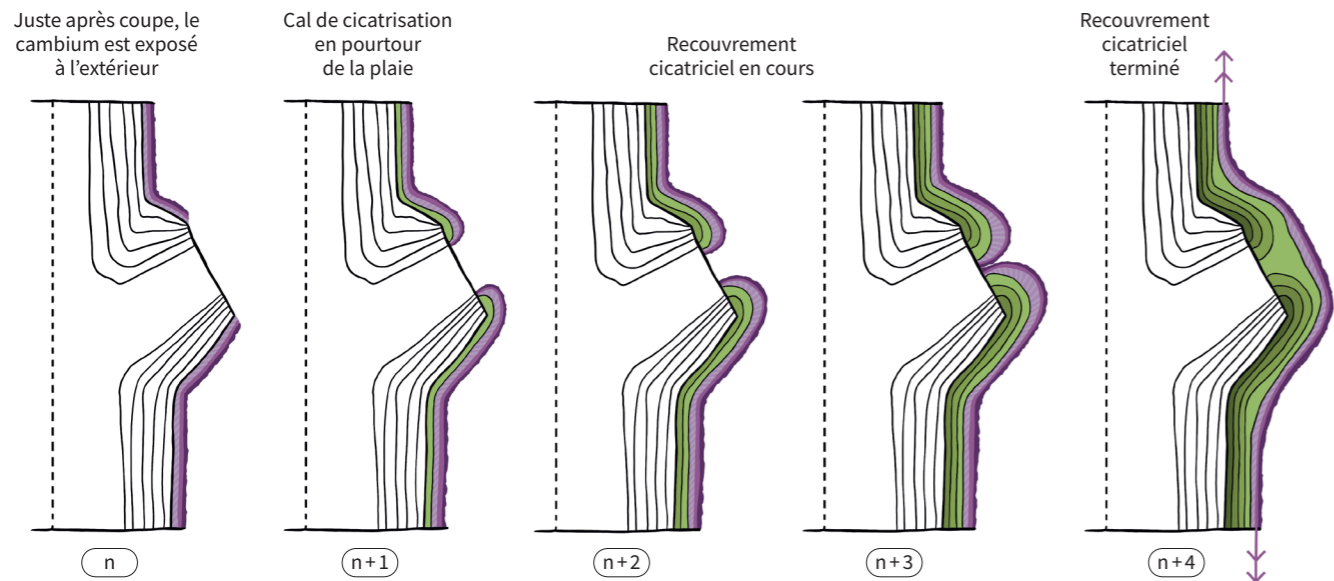 Juste après coupe, le
cambium est exposé
à l’extérieur
Cal de cicatrisation
en pourtour
de la plaie
Recouvrement
cicatriciel en cours
Recouvrement
cicatriciel
terminé
n
n+1
n+2
n+3
n+4